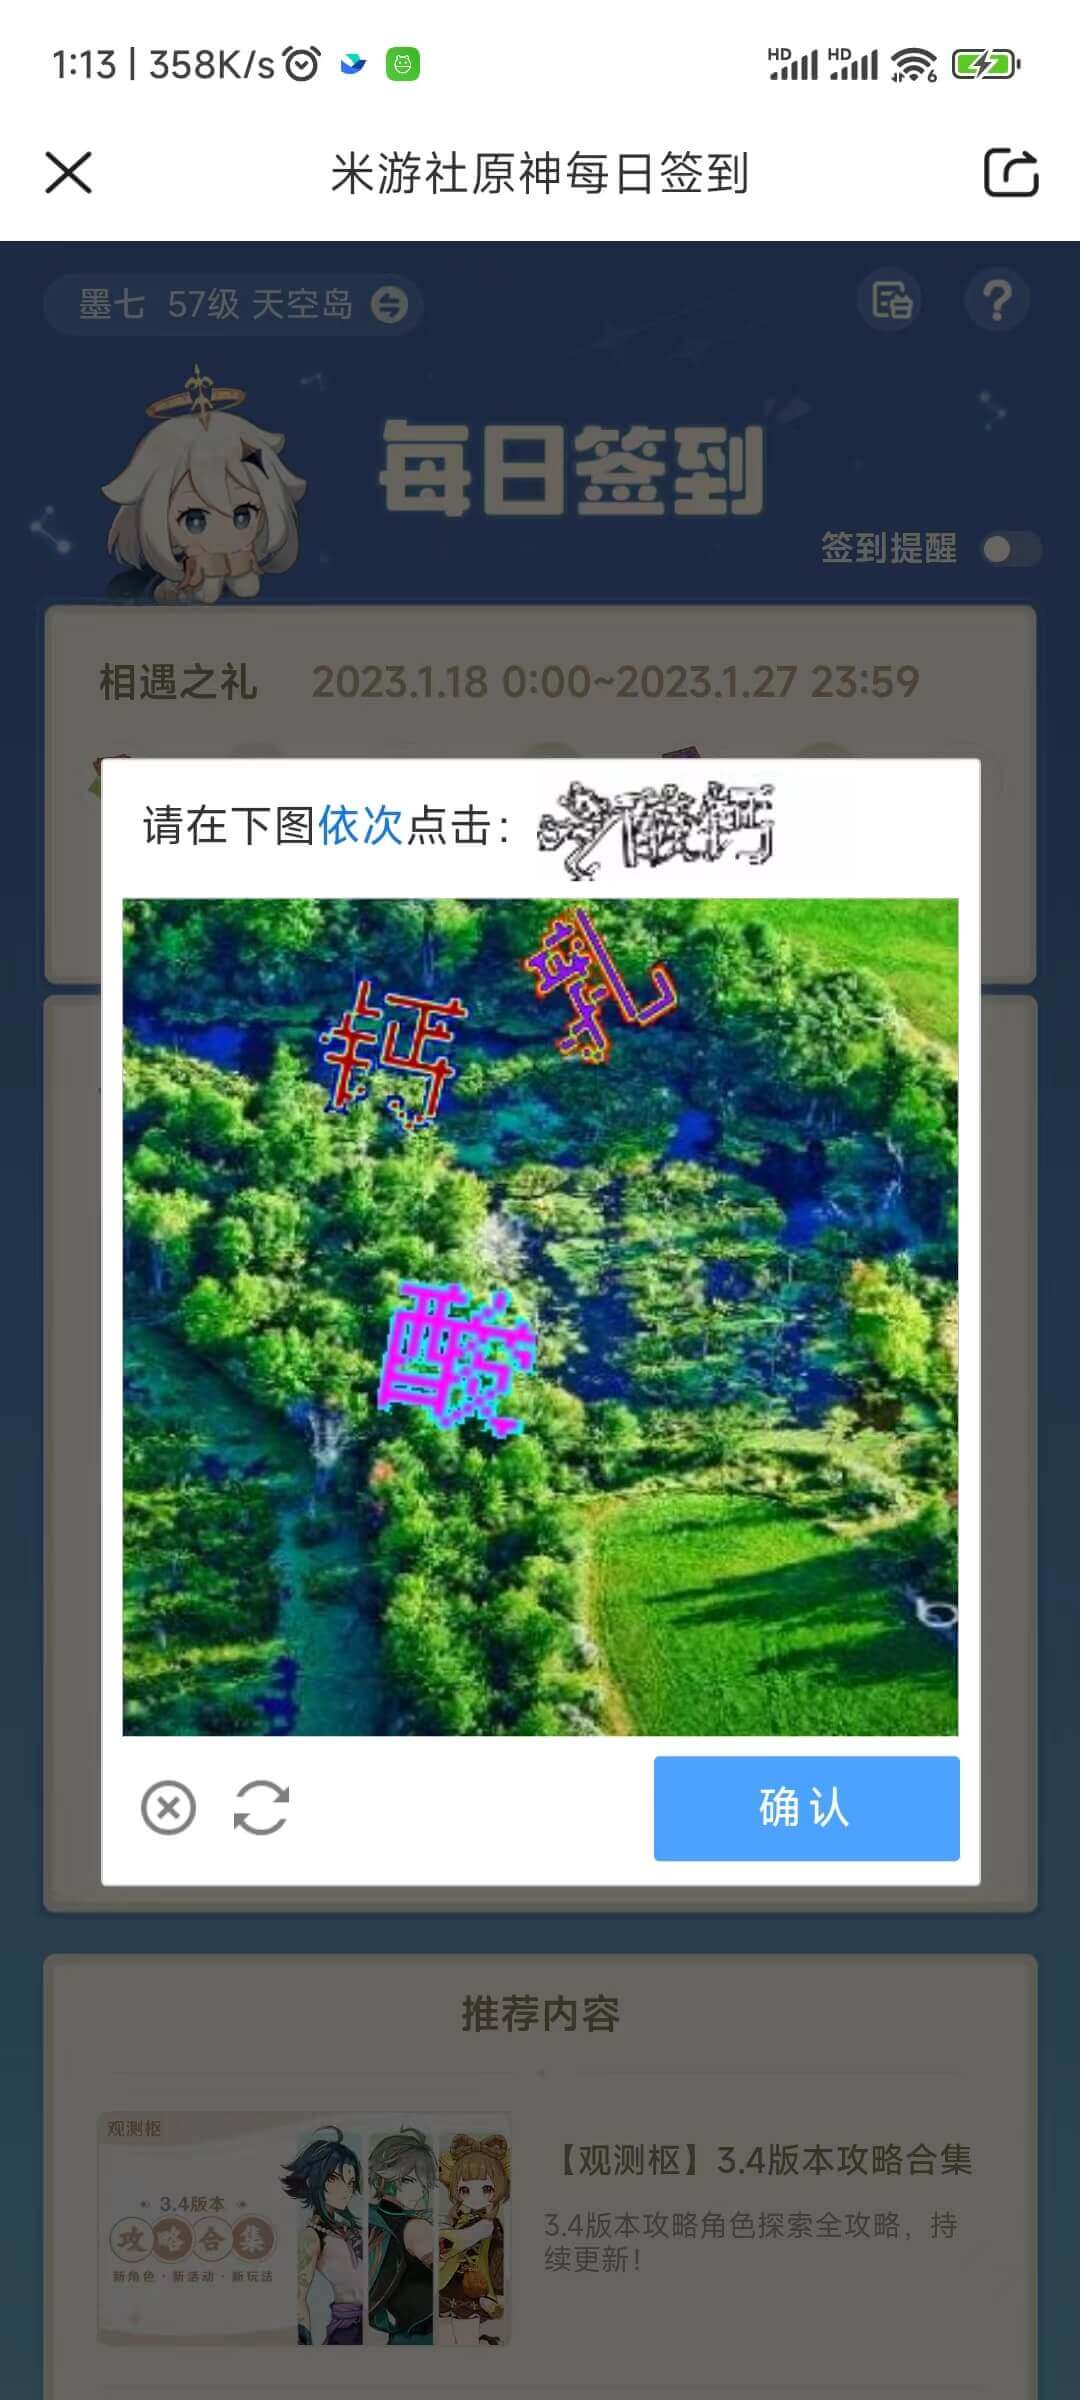 1:13 | 358K/s
HD HD 6
米游社原神每日签到
墨七 57级 天空岛
每日签到
签到提醒
相遇之礼 2023.1.18 0:00~2023.1.27 23:59
请在下图依次点击：乳酸钙
乳
钙
酸
确认
推荐内容
观测枢
3.4版本
攻略合集
新角色·新活动·新玩法
【观测枢】3.4版本攻略合集
3.4版本攻略角色探索全攻略，持
续更新！